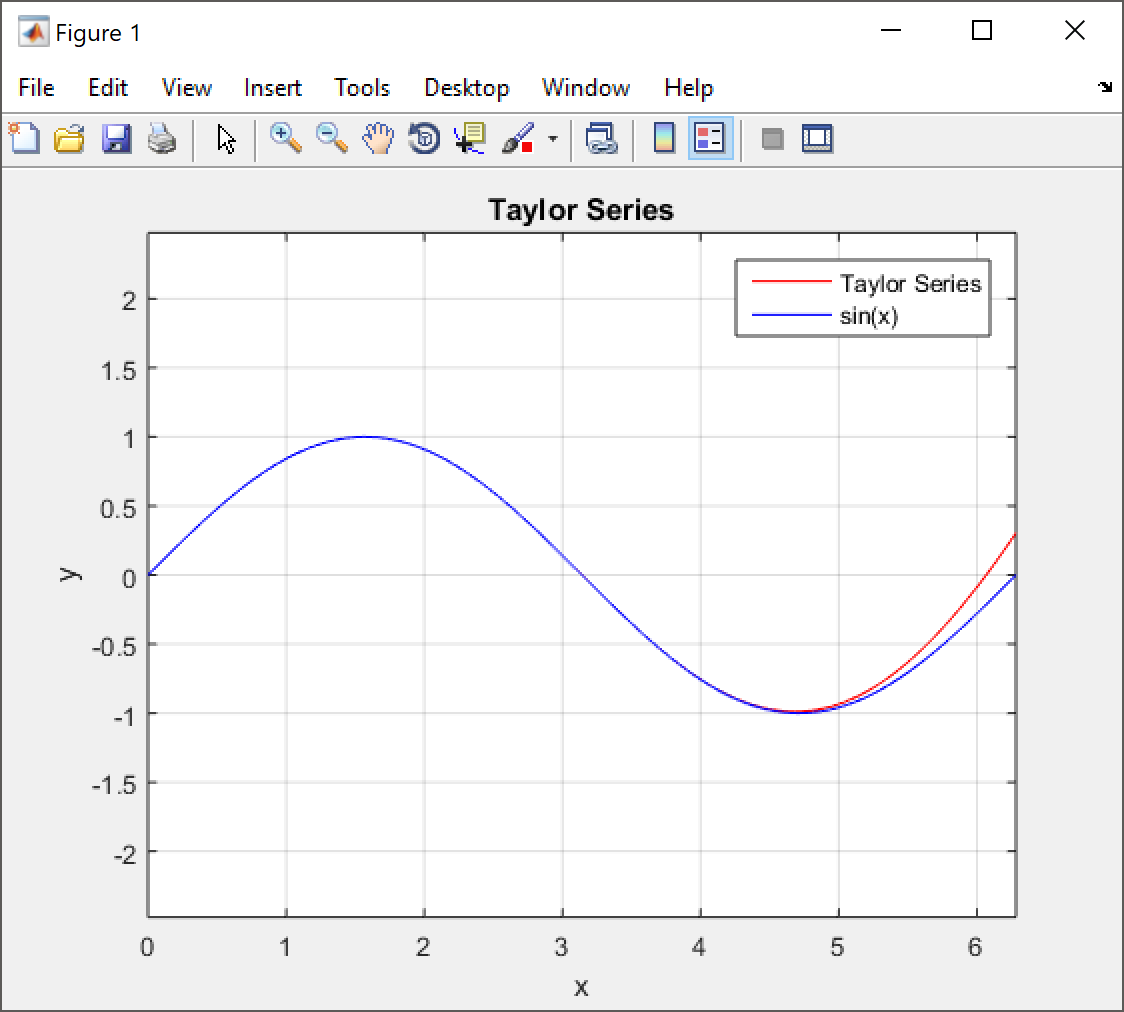 Figure 1
File Edit View Insert Tools Desktop Window Help
Taylor Series
Taylor Series
sin(x)
2
1.5
1
0.5
0
-0.5
-1
-1.5
-2
y
0 1 2 3 4 5 6
x